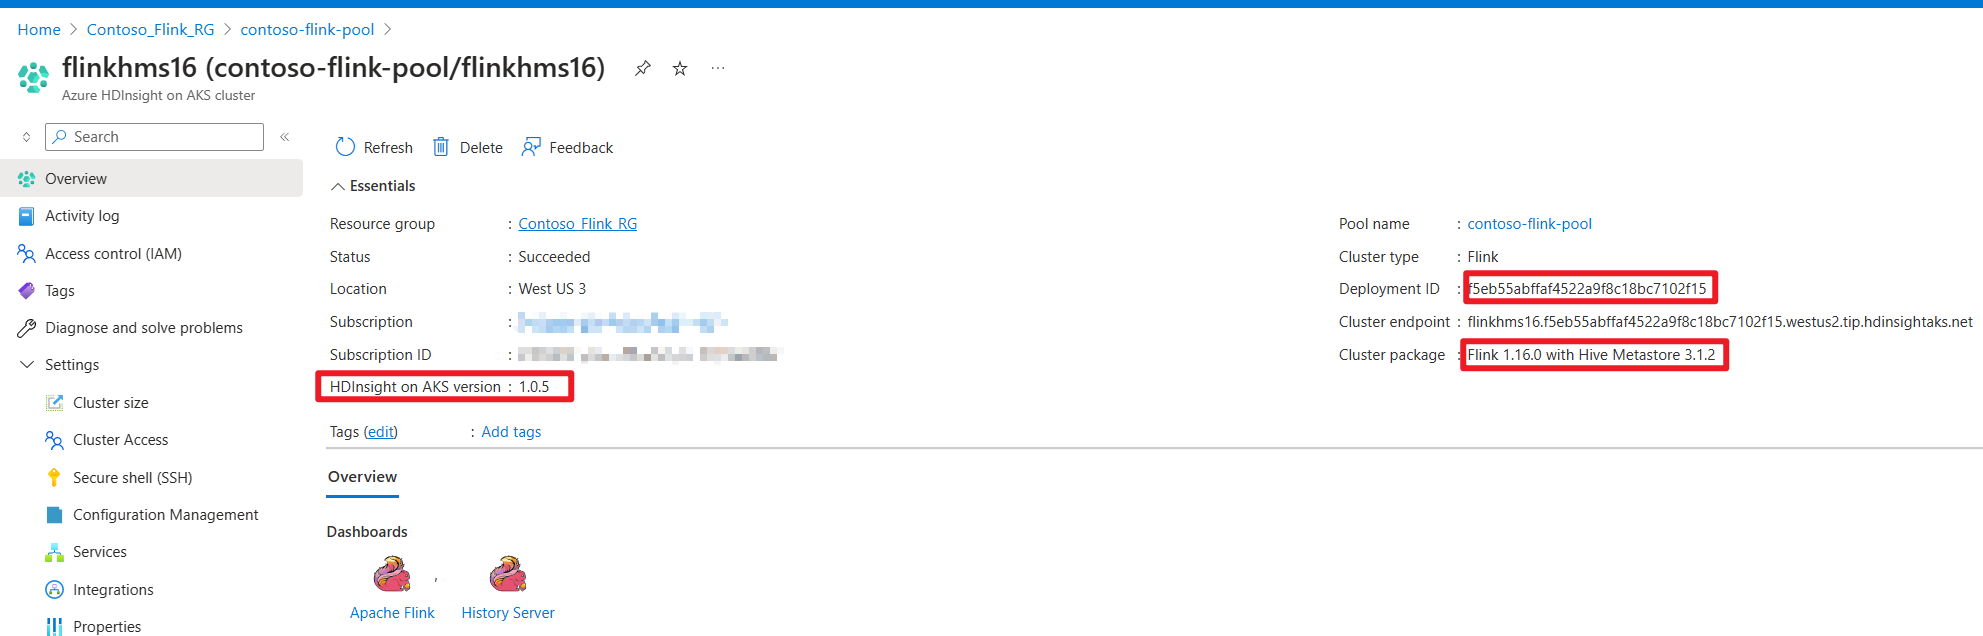 Home > Contoso_Flink_RG > contoso-flink-pool >
flinkhms16 (contoso-flink-pool/flinkhms16) ...
Azure HDInsight on AKS cluster
Search «
Refresh Delete Feedback
Overview
Activity log
Access control (IAM)
Tags
Diagnose and solve problems
Settings
Cluster size
Cluster Access
Secure shell (SSH)
Configuration Management
Services
Integrations
Properties
Essentials
Resource group : Contoso_Flink_RG
Status : Succeeded
Location : West US 3
Subscription :
Subscription ID :
HDInsight on AKS version : 1.0.5
Pool name : contoso-flink-pool
Cluster type : Flink
Deployment ID : f5eb55abffaf4522a9f8c18bc7102f15
Cluster endpoint : flinkhms16.f5eb55abffaf4522a9f8c18bc7102f15.westus2.tip.hdinsightaks.net
Cluster package : Flink 1.16.0 with Hive Metastore 3.1.2
Tags (edit) : Add tags
Overview
Dashboards
Apache Flink , History Server